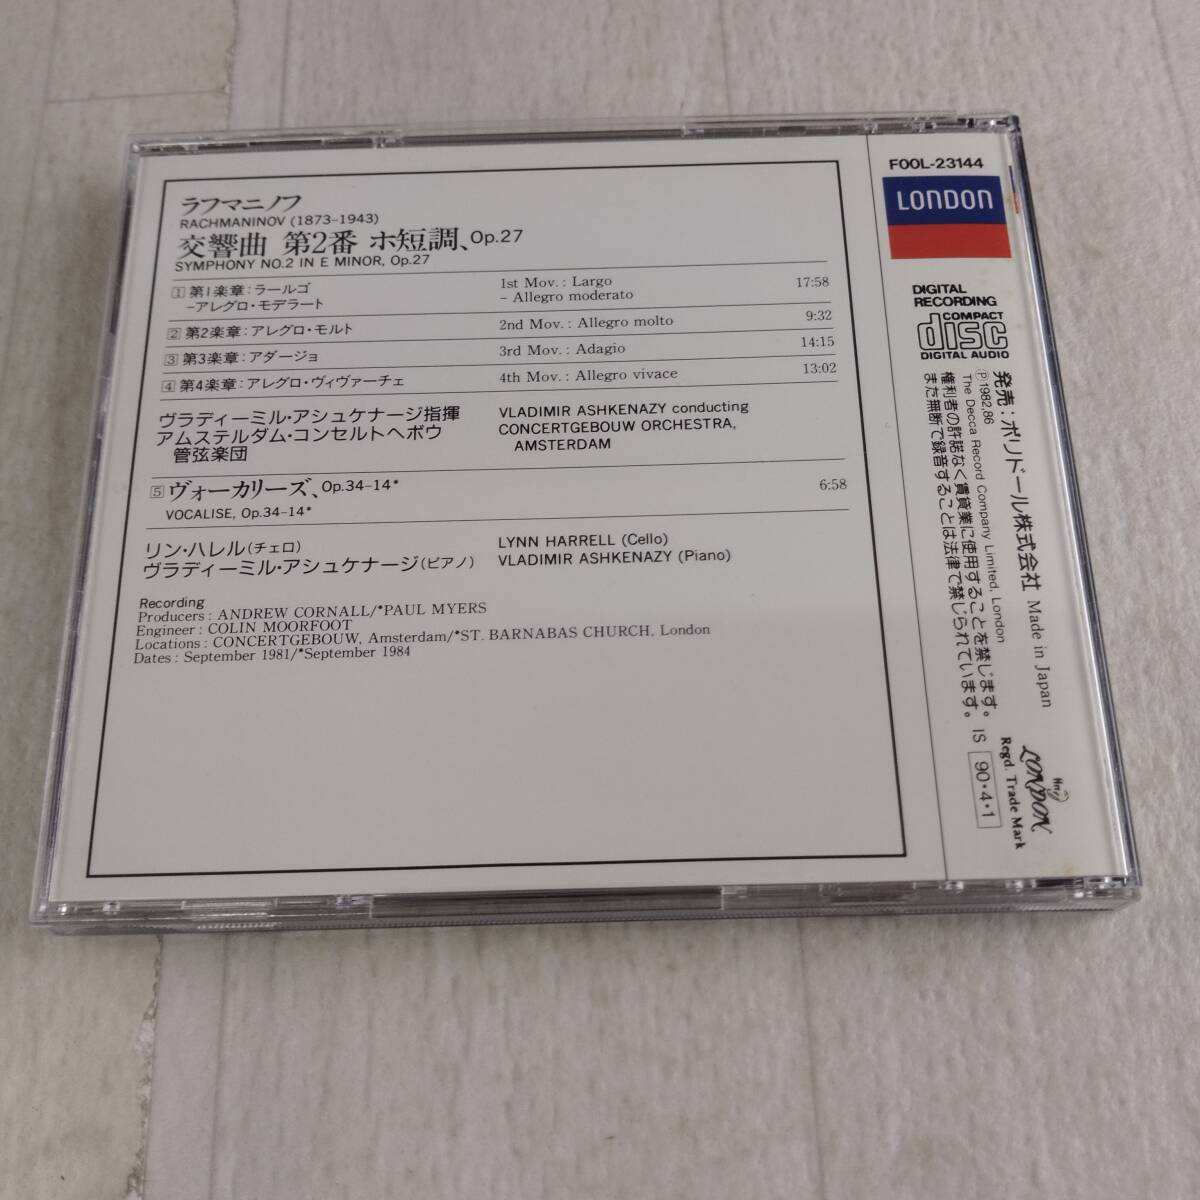 ラフマニノフ
RACHMANINOV (1873-1943)
交響曲 第2番 ホ短調、Op.27
SYMPHONY NO.2 IN E MINOR, Op.27
1 第1楽章:ラールゴ 1st Mov. : Largo 17:58
-アレグロ・モデラート - Allegro moderato
2 第2楽章:アレグロ・モルト 2nd Mov. : Allegro molto 9:32
3 第3楽章:アダージョ 3rd Mov. : Adagio 14:15
4 第4楽章:アレグロ・ヴィヴァーチェ 4th Mov. : Allegro vivace 13:02
ヴラディーミル・アシュケナージ指揮 VLADIMIR ASHKENAZY conducting
アムステルダム・コンセルトヘボウ CONCERTGEBOUW ORCHESTRA,
管弦楽団 AMSTERDAM
5 ヴォーカリーズ、Op.34-14* 6:58
VOCALISE, Op.34-14*
リン・ハレル(チェロ) LYNN HARRELL (Cello)
ヴラディーミル・アシュケナージ(ピアノ) VLADIMIR ASHKENAZY (Piano)
Recording
Producers : ANDREW CORNALL/*PAUL MYERS
Engineer : COLIN MOORFOOT
Locations : CONCERTGEBOUW, Amsterdam/*ST. BARNABAS CHURCH, London
Dates : September 1981/*September 1984
F00L-23144
LONDON
DIGITAL
RECORDING
COMPACT
disc
DIGITAL AUDIO
発売:ポリドール株式会社 Made in Japan
℗1982,86
The Decca Record Company Limited, London
権利者の許諾なく賃貸業に使用することを禁じます。
また無断で録音することは法律で禁じられています。
IS 90・4・1
LONDON
Regd. Trade Mark